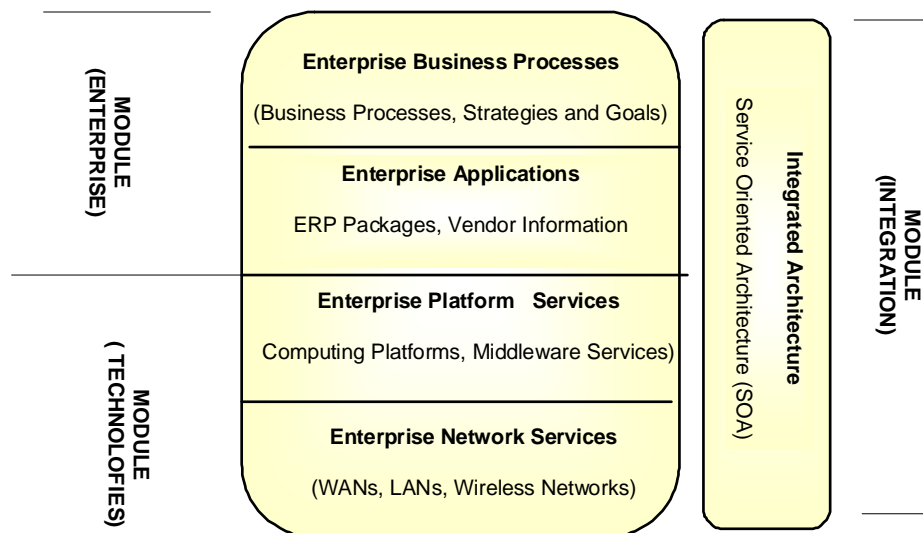 MODULE
(ENTERPRISE)
Enterprise Business Processes
(Business Processes, Strategies and Goals)
Enterprise Applications
ERP Packages, Vendor Information
MODULE
( TECHNOLOFIES)
Enterprise Platform Services
Computing Platforms, Middleware Services)
Enterprise Network Services
(WANs, LANs, Wireless Networks)
Integrated Architecture
Service Oriented Architecture (SOA)
MODULE
(INTEGRATION)